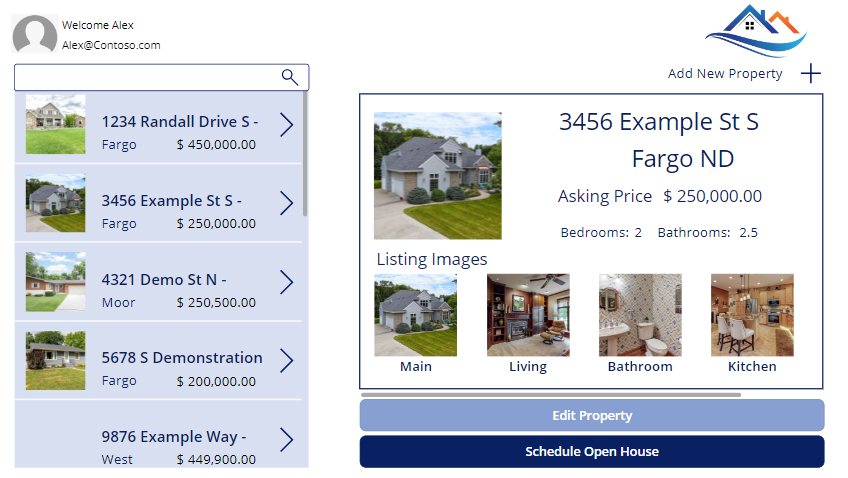 Welcome Alex
Alex@Contoso.com
Add New Property
1234 Randall Drive S -
Fargo $ 450,000.00
3456 Example St S -
Fargo $ 250,000.00
4321 Demo St N -
Moor $ 250,500.00
5678 S Demonstration
Fargo $ 200,000.00
9876 Example Way -
West $ 449,900.00
3456 Example St S
Fargo ND
Asking Price $ 250,000.00
Bedrooms: 2 Bathrooms: 2.5
Listing Images
Main Living Bathroom Kitchen
Edit Property
Schedule Open House